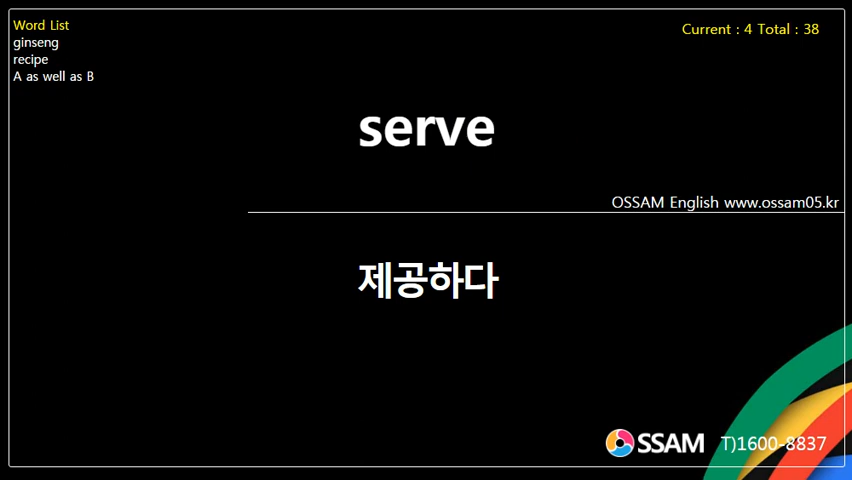 Word List
ginseng
recipe
A as well as B
Current : 4 Total : 38
serve
OSSAM English www.ossam05.kr
제공하다
OSSAM T)1600-8837